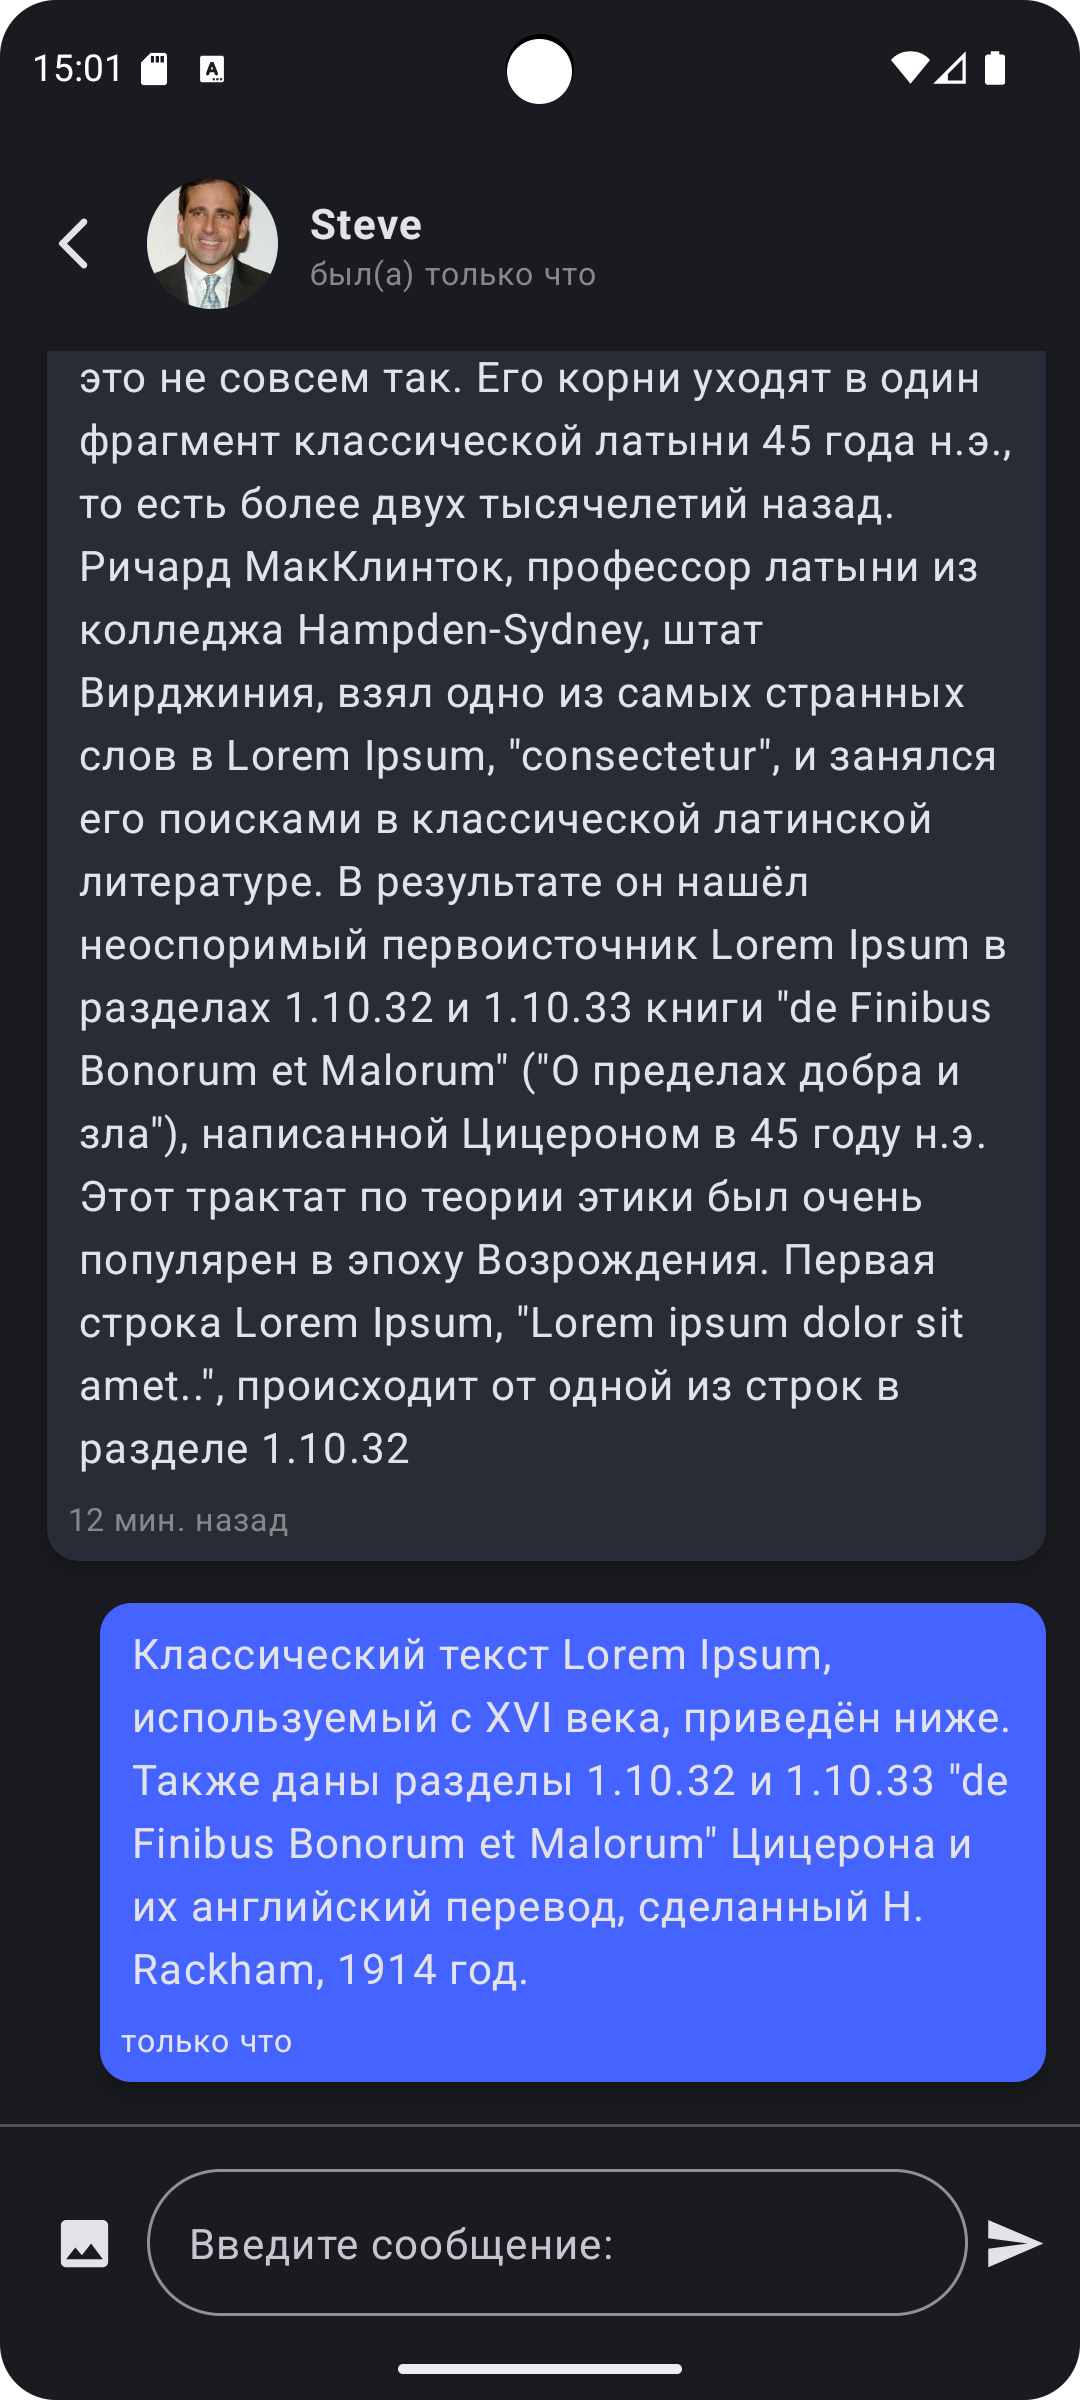 15:01
Steve
был(а) только что
это не совсем так. Его корни уходят в один
фрагмент классической латыни 45 года н.э.,
то есть более двух тысячелетий назад.
Ричард МакКлинток, профессор латыни из
колледжа Hampden-Sydney, штат
Вирджиния, взял одно из самых странных
слов в Lorem Ipsum, "consectetur", и занялся
его поисками в классической латинской
литературе. В результате он нашёл
неоспоримый первоисточник Lorem Ipsum в
разделах 1.10.32 и 1.10.33 книги "de Finibus
Bonorum et Malorum" ("О пределах добра и
зла"), написанной Цицероном в 45 году н.э.
Этот трактат по теории этики был очень
популярен в эпоху Возрождения. Первая
строка Lorem Ipsum, "Lorem ipsum dolor sit
amet..", происходит от одной из строк в
разделе 1.10.32
12 мин. назад
Классический текст Lorem Ipsum,
используемый с XVI века, приведён ниже.
Также даны разделы 1.10.32 и 1.10.33 "de
Finibus Bonorum et Malorum" Цицерона и
их английский перевод, сделанный H.
Rackham, 1914 год.
только что
Введите сообщение: